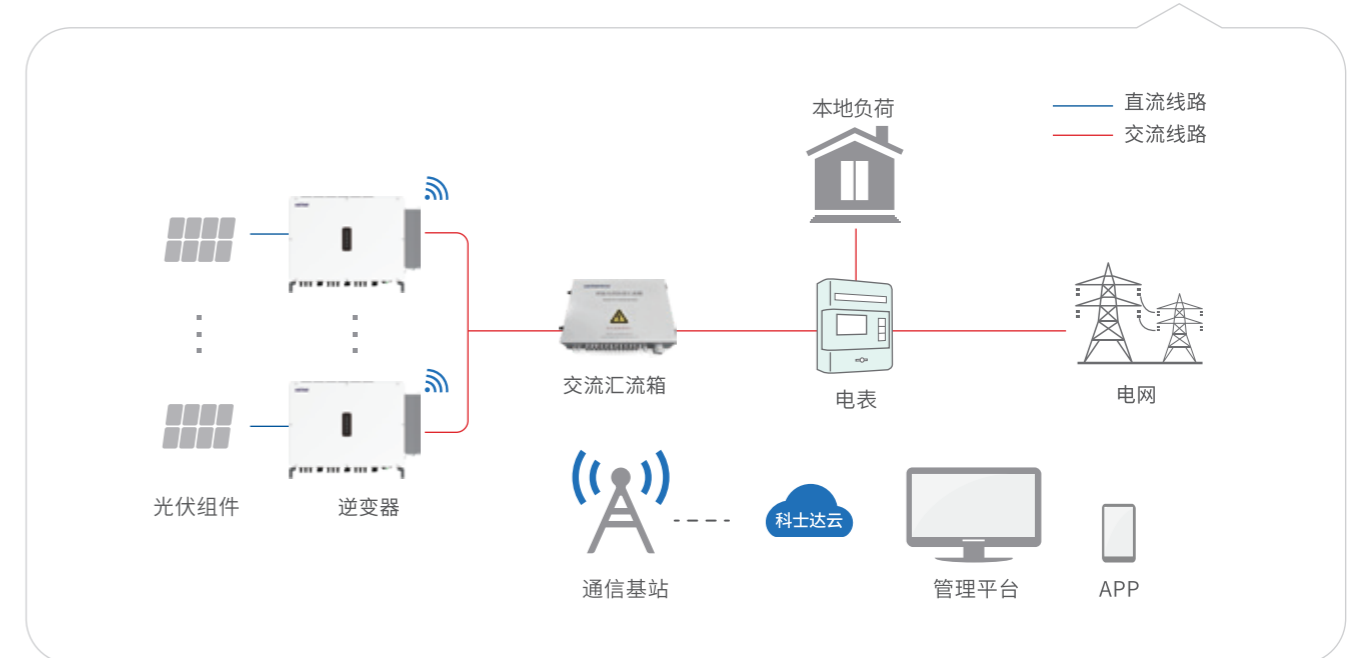 本地负荷
直流线路
交流线路
交流汇流箱
电表
电网
光伏组件
逆变器
科士达云
通信基站
管理平台
APP